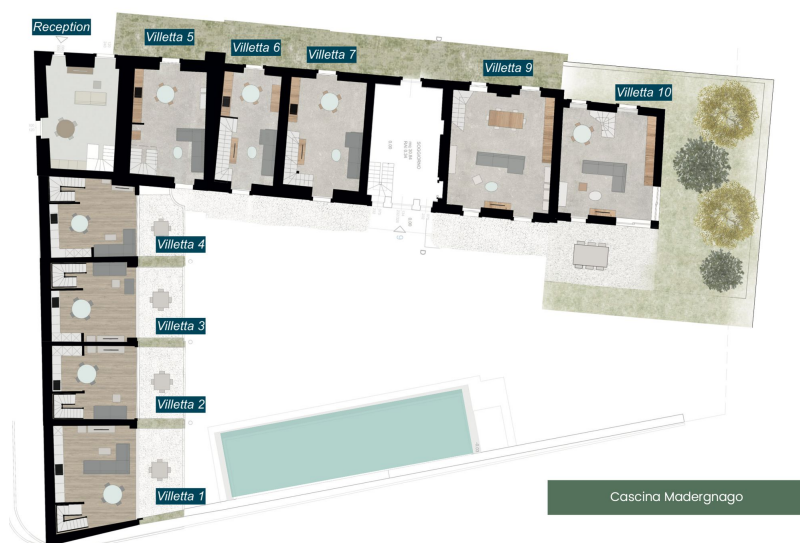 Reception
Villetta 5
Villetta 6
Villetta 7
Villetta 9
Villetta 10
SOGGIORNO
Villetta 4
Villetta 3
Villetta 2
Villetta 1
D
D
Cascina Madergnago